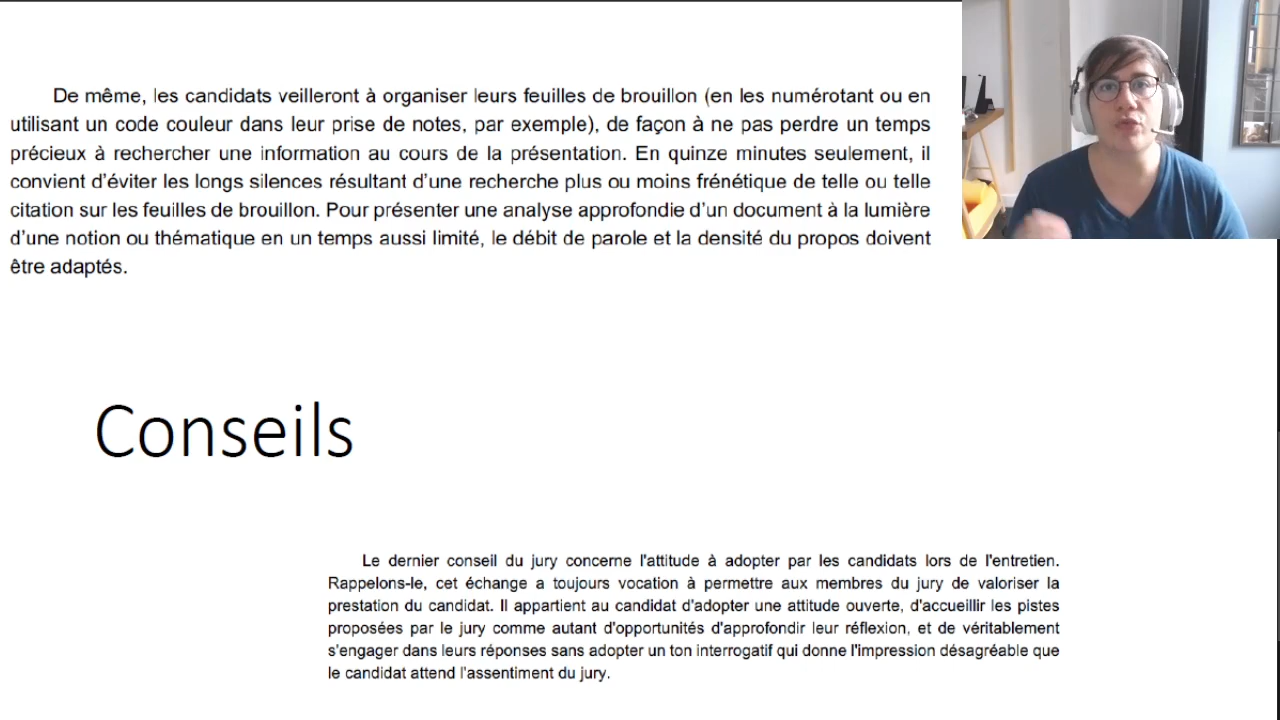 De même, les candidats veilleront à organiser leurs feuilles de brouillon (en les numérotant ou en
utilisant un code couleur dans leur prise de notes, par exemple), de façon à ne pas perdre un temps
précieux à rechercher une information au cours de la présentation. En quinze minutes seulement, il
convient d'éviter les longs silences résultant d'une recherche plus ou moins frénétique de telle ou telle
citation sur les feuilles de brouillon. Pour présenter une analyse approfondie d'un document à la lumière
d'une notion ou thématique en un temps aussi limité, le débit de parole et la densité du propos doivent
être adaptés.
Conseils
Le dernier conseil du jury concerne l'attitude à adopter par les candidats lors de l'entretien.
Rappelons-le, cet échange a toujours vocation à permettre aux membres du jury de valoriser la
prestation du candidat. Il appartient au candidat d'adopter une attitude ouverte, d'accueillir les pistes
proposées par le jury comme autant d'opportunités d'approfondir leur réflexion, et de véritablement
s'engager dans leurs réponses sans adopter un ton interrogatif qui donne l'impression désagréable que
le candidat attend l'assentiment du jury.